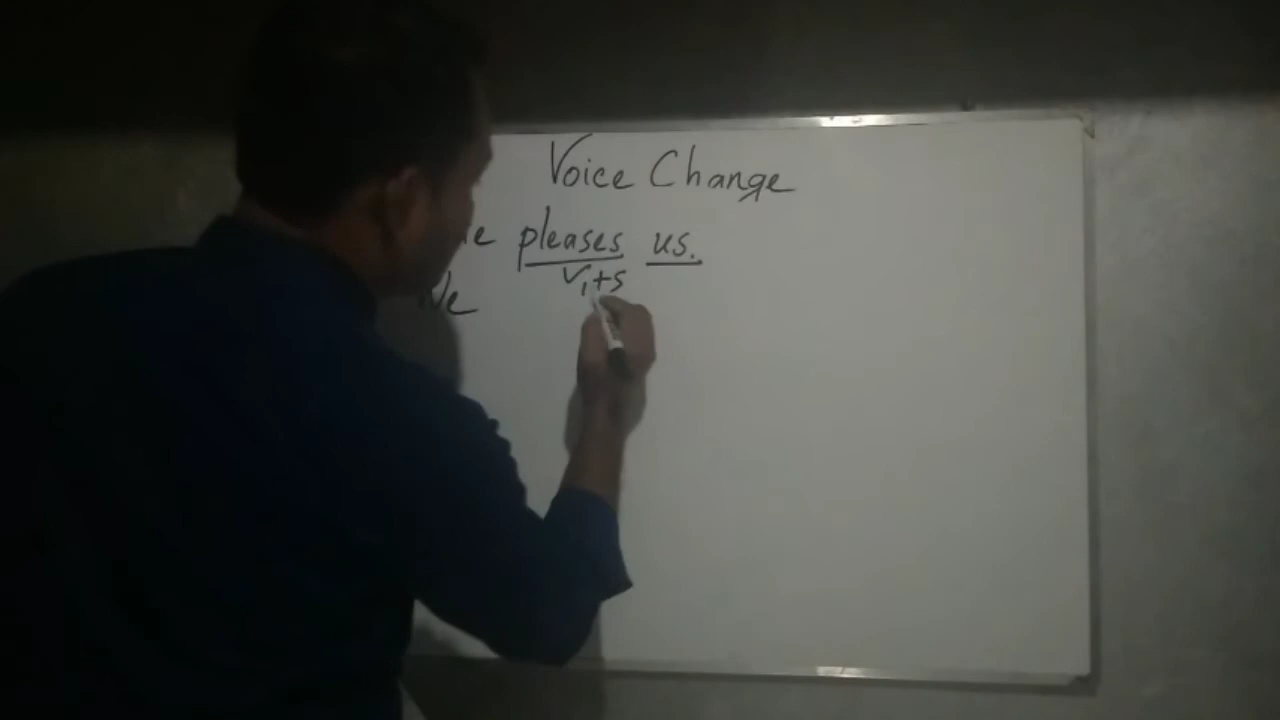 Voice Change
pleases us.
V₁+s